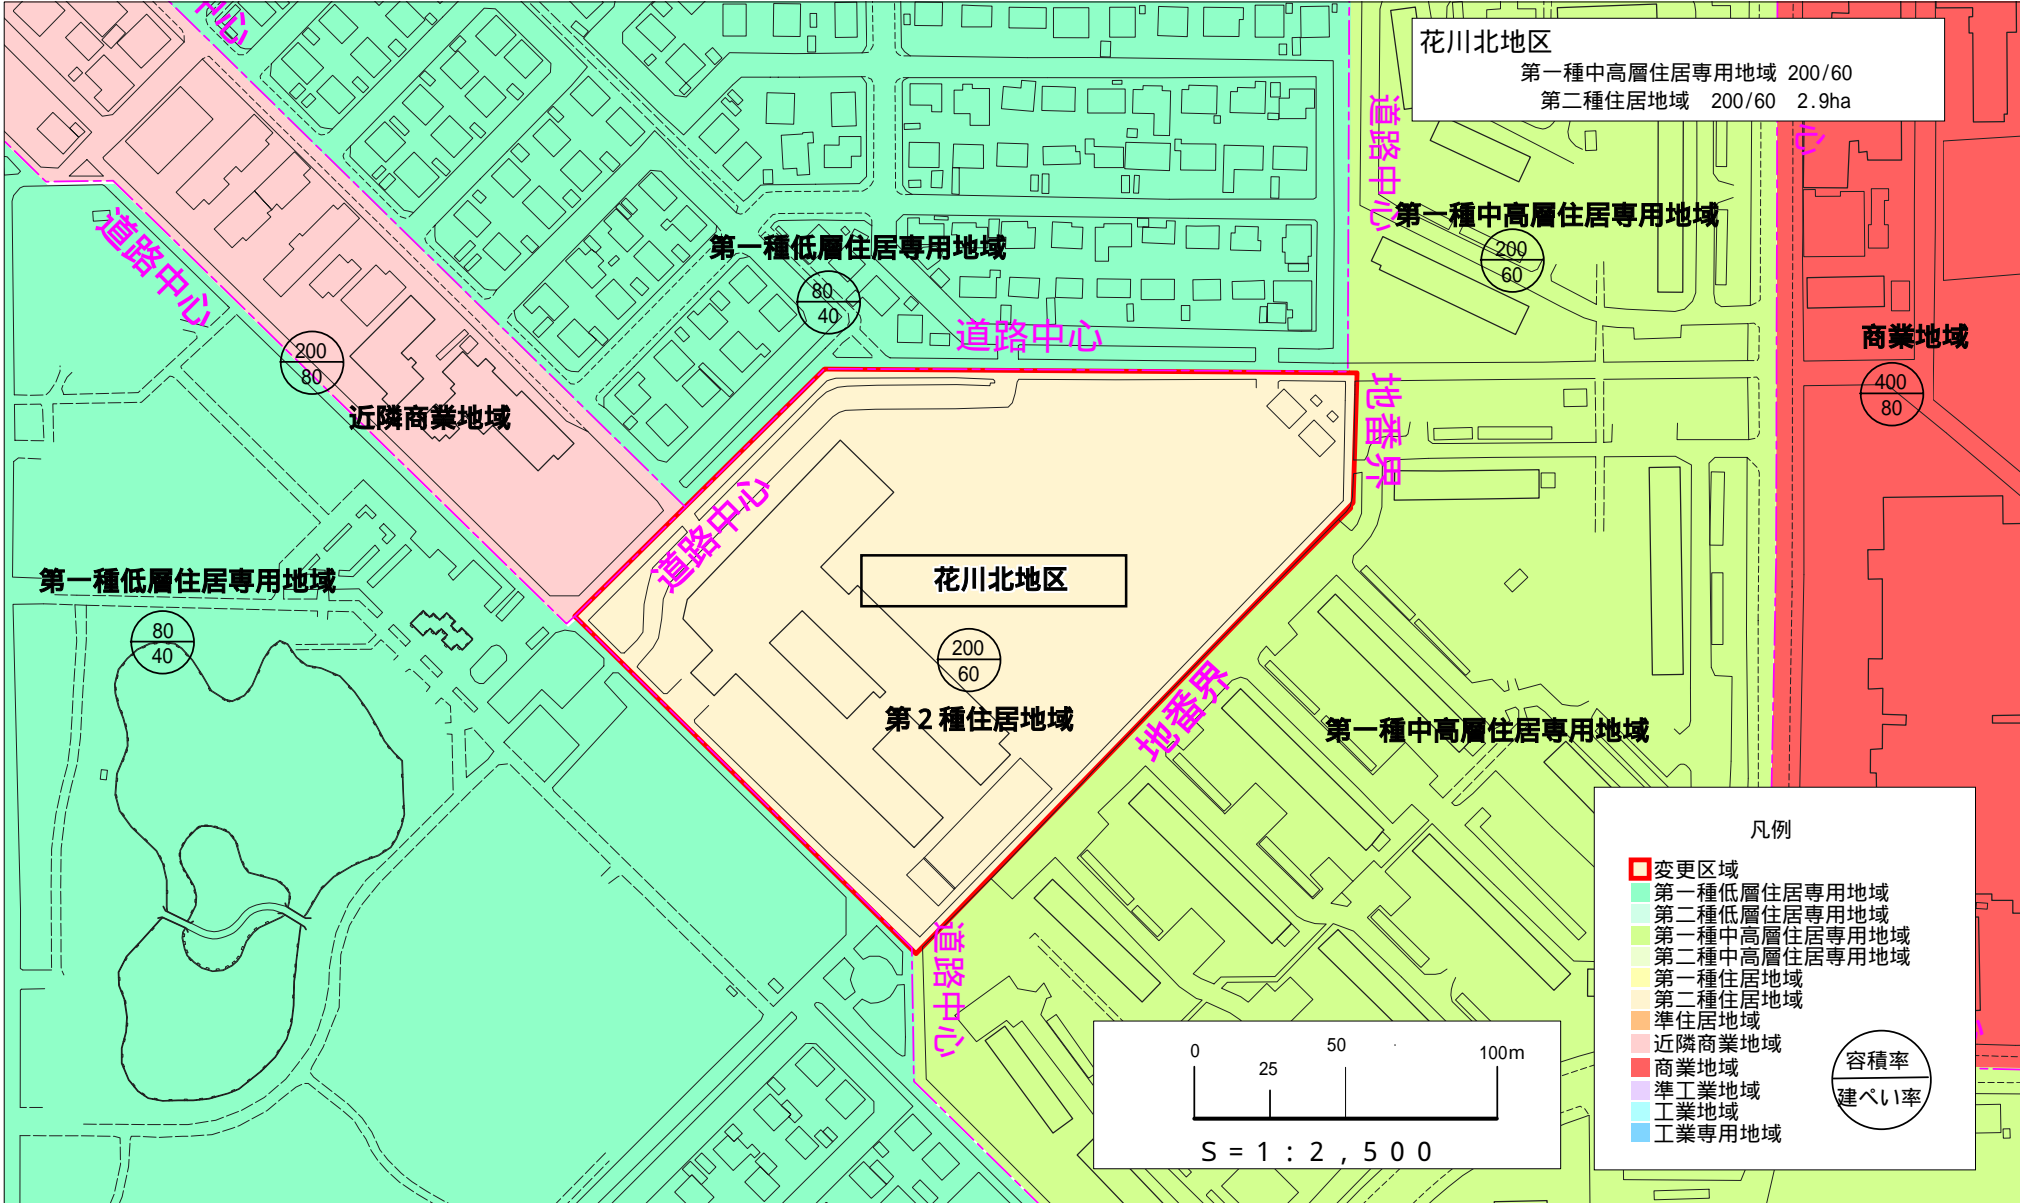 中心
花川北地区
第一種中高層住居専用地域 200/60
第二種住居地域 200/60 2.9ha
道路中心
心
第一種中高層住居専用地域
200
60
道路中心
第一種低層住居専用地域
80
40
道路中心
200
80
近隣商業地域
商業地域
400
80
地番界
道路中心
花川北地区
200
60
第2種住居地域
第一種低層住居専用地域
80
40
地番界
第一種中高層住居専用地域
道路中心
0
25
50
100m
S=1:2,500
凡例
変更区域
第一種低層住居専用地域
第二種低層住居専用地域
第一種中高層住居専用地域
第二種中高層住居専用地域
第一種住居地域
第二種住居地域
準住居地域
近隣商業地域
商業地域
準工業地域
工業地域
工業専用地域
容積率
建ぺい率